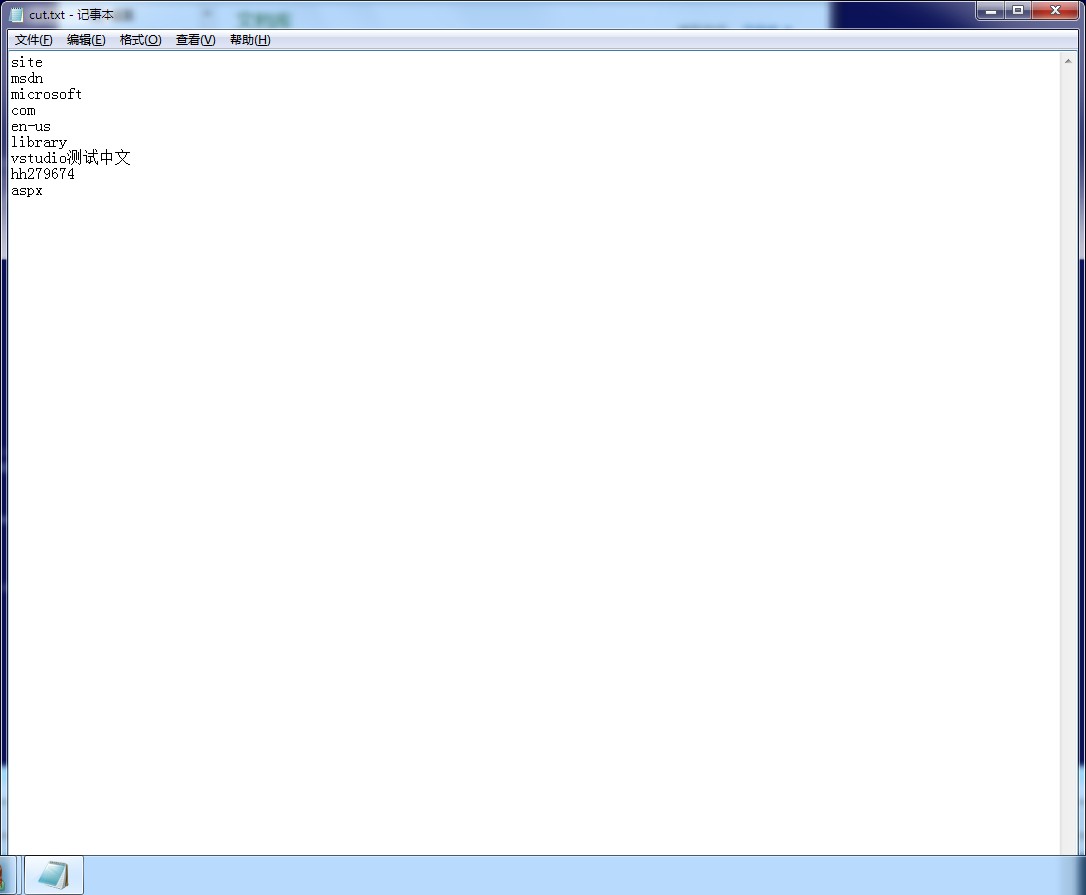 cut.txt - 记事本
文件(F) 编辑(E) 格式(O) 查看(V) 帮助(H)
site
msdn
microsoft
com
en-us
library
vstudio测试中文
hh279674
aspx